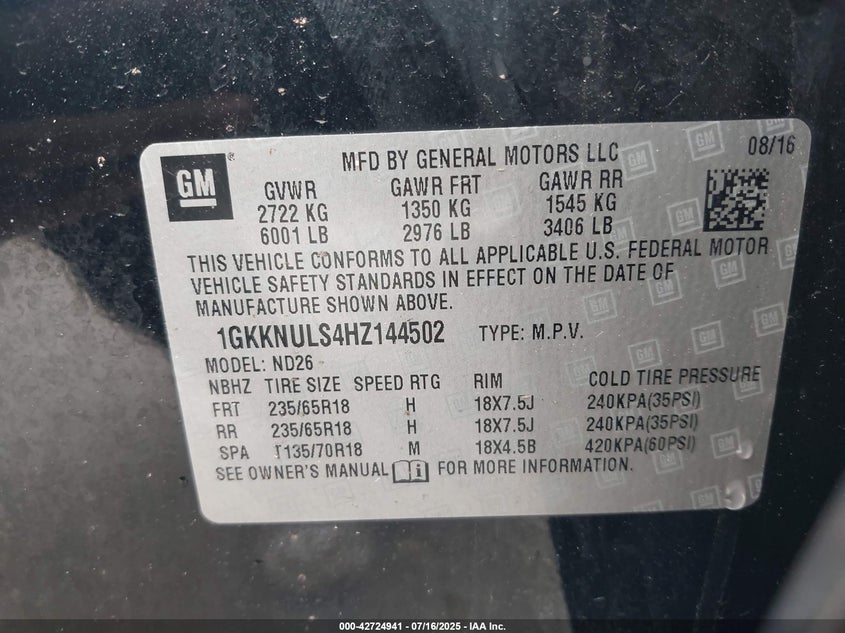 GM
MFD BY GENERAL MOTORS LLC
08/16
GVWR GAWR FRT GAWR RR
2722 KG 1350 KG 1545 KG
6001 LB 2976 LB 3406 LB
THIS VEHICLE CONFORMS TO ALL APPLICABLE U.S. FEDERAL MOTOR
VEHICLE SAFETY STANDARDS IN EFFECT ON THE DATE OF
MANUFACTURE SHOWN ABOVE.
1GKKNULS4HZ144502 TYPE: M.P.V.
MODEL: ND26
NBHZ TIRE SIZE SPEED RTG RIM COLD TIRE PRESSURE
FRT 235/65R18 H 18X7.5J 240KPA(35PSI)
RR 235/65R18 H 18X7.5J 240KPA(35PSI)
SPA T135/70R18 M 18X4.5B 420KPA(60PSI)
SEE OWNER'S MANUAL FOR MORE INFORMATION.
000-42724941 - 07/16/2025 - IAA Inc.